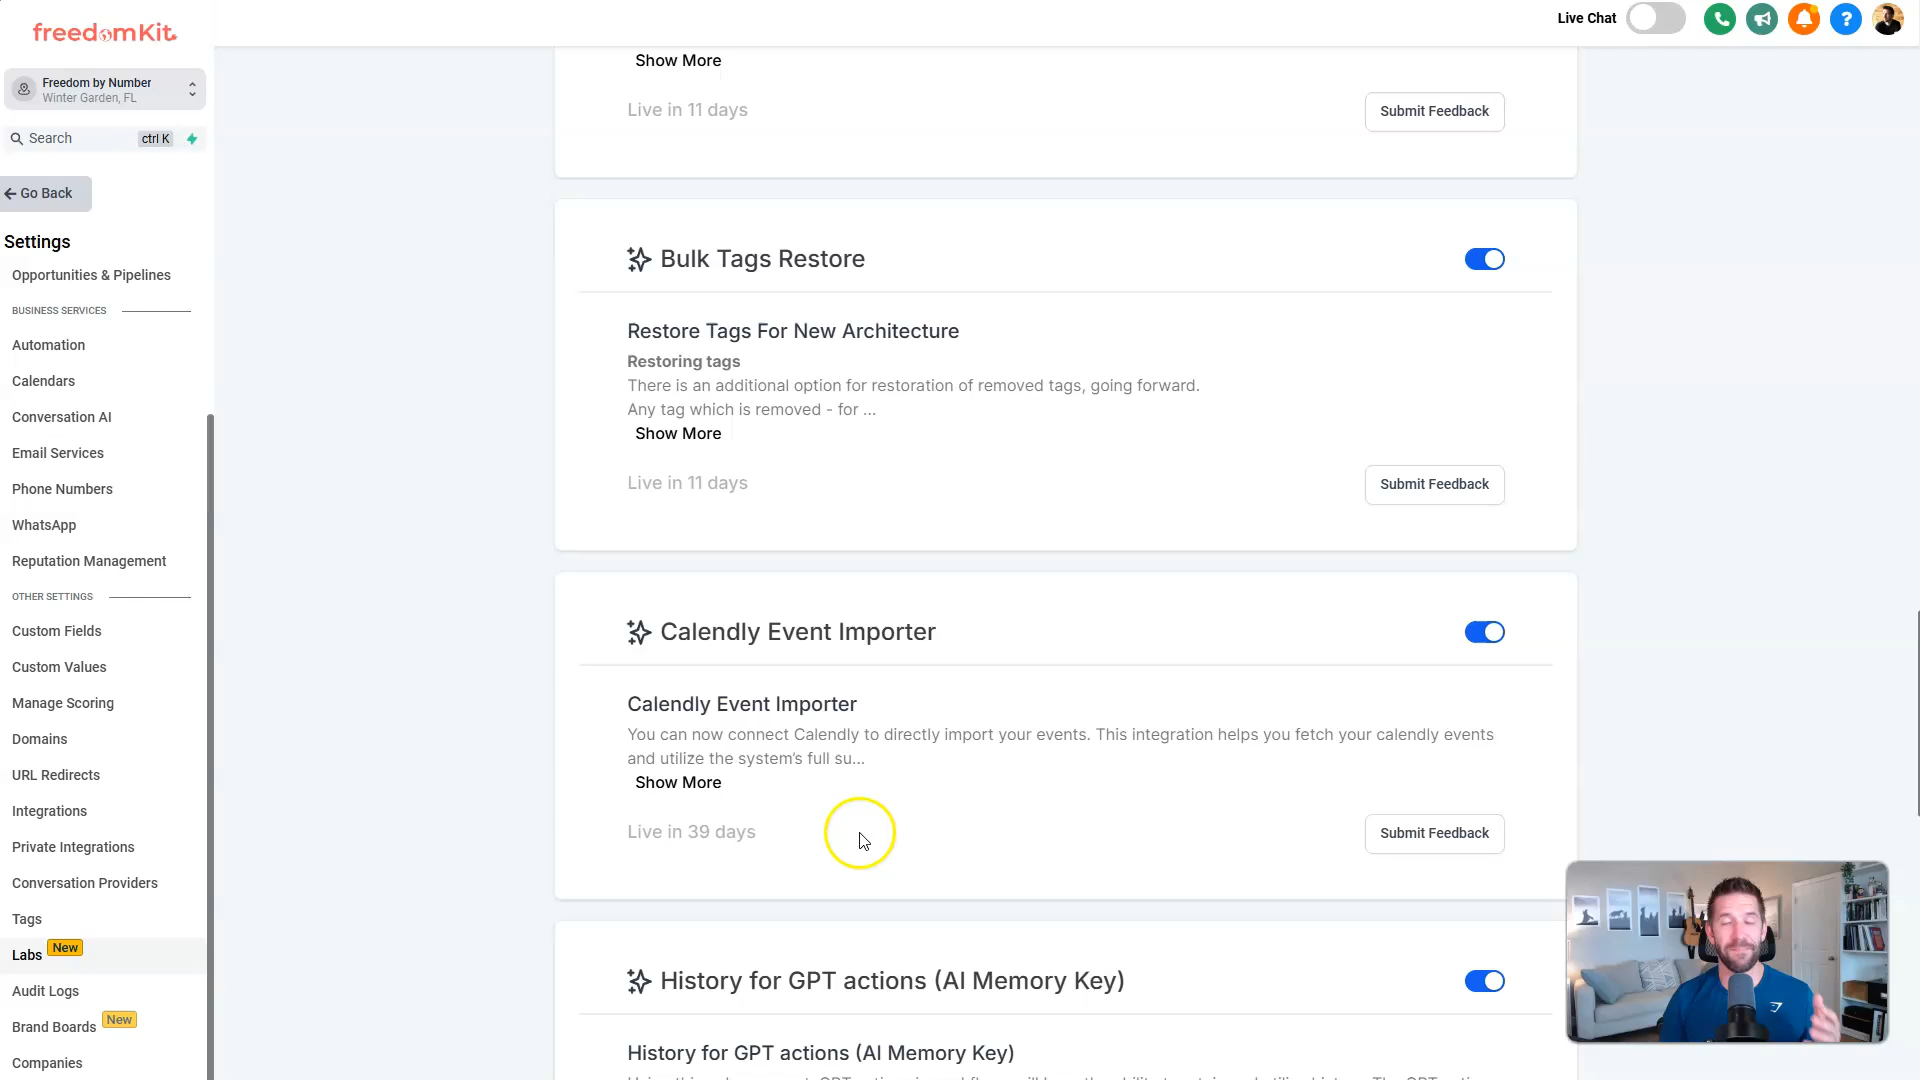 freedomKit.
Live Chat
?
Freedom by Number
Winter Garden, FL
Search
ctrl K
Go Back
Settings
Opportunities & Pipelines
BUSINESS SERVICES
Automation
Calendars
Conversation AI
Email Services
Phone Numbers
WhatsApp
Reputation Management
OTHER SETTINGS
Custom Fields
Custom Values
Manage Scoring
Domains
URL Redirects
Integrations
Private Integrations
Conversation Providers
Tags
Labs New
Audit Logs
Brand Boards New
Companies
Show More
Live in 11 days
Submit Feedback
Bulk Tags Restore
Restore Tags For New Architecture
Restoring tags
There is an additional option for restoration of removed tags, going forward.
Any tag which is removed - for ...
Show More
Live in 11 days
Submit Feedback
Calendly Event Importer
Calendly Event Importer
You can now connect Calendly to directly import your events. This integration helps you fetch your calendly events
and utilize the system's full su...
Show More
Live in 39 days
Submit Feedback
History for GPT actions (AI Memory Key)
History for GPT actions (AI Memory Key)